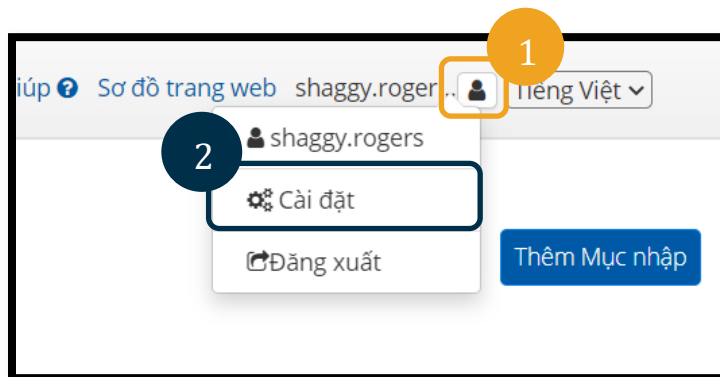 1
iúp Sơ đồ trang web shaggy.roger... Tiếng Việt
shaggy.rogers
2
Cài đặt
Đăng xuất
Thêm Mục nhập